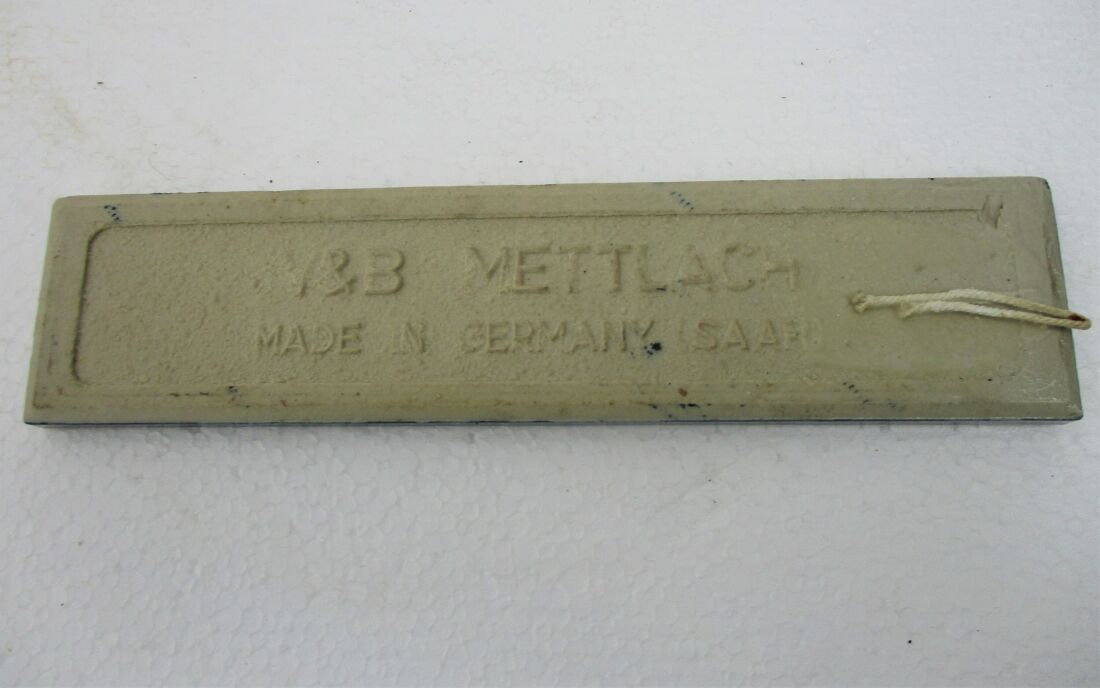 V&B METTLACH
MADE IN GERMANY (SAAR)